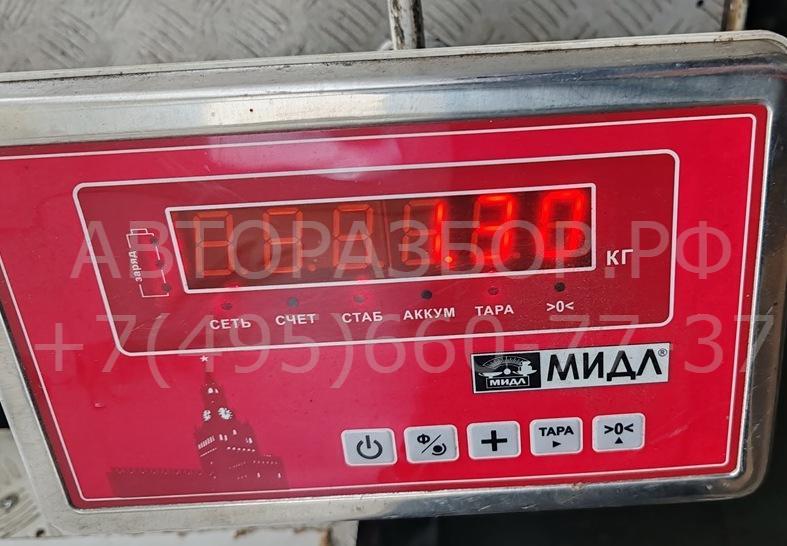 1.90
КГ
заряд
СЕТЬ СЧЕТ СТАБ АККУМ ТАРА >0<
АВТОРАЗБОР.РФ
+7(495)660-77-37
МИДЛ МИДЛ®
Ф/ + ТАРА >0<